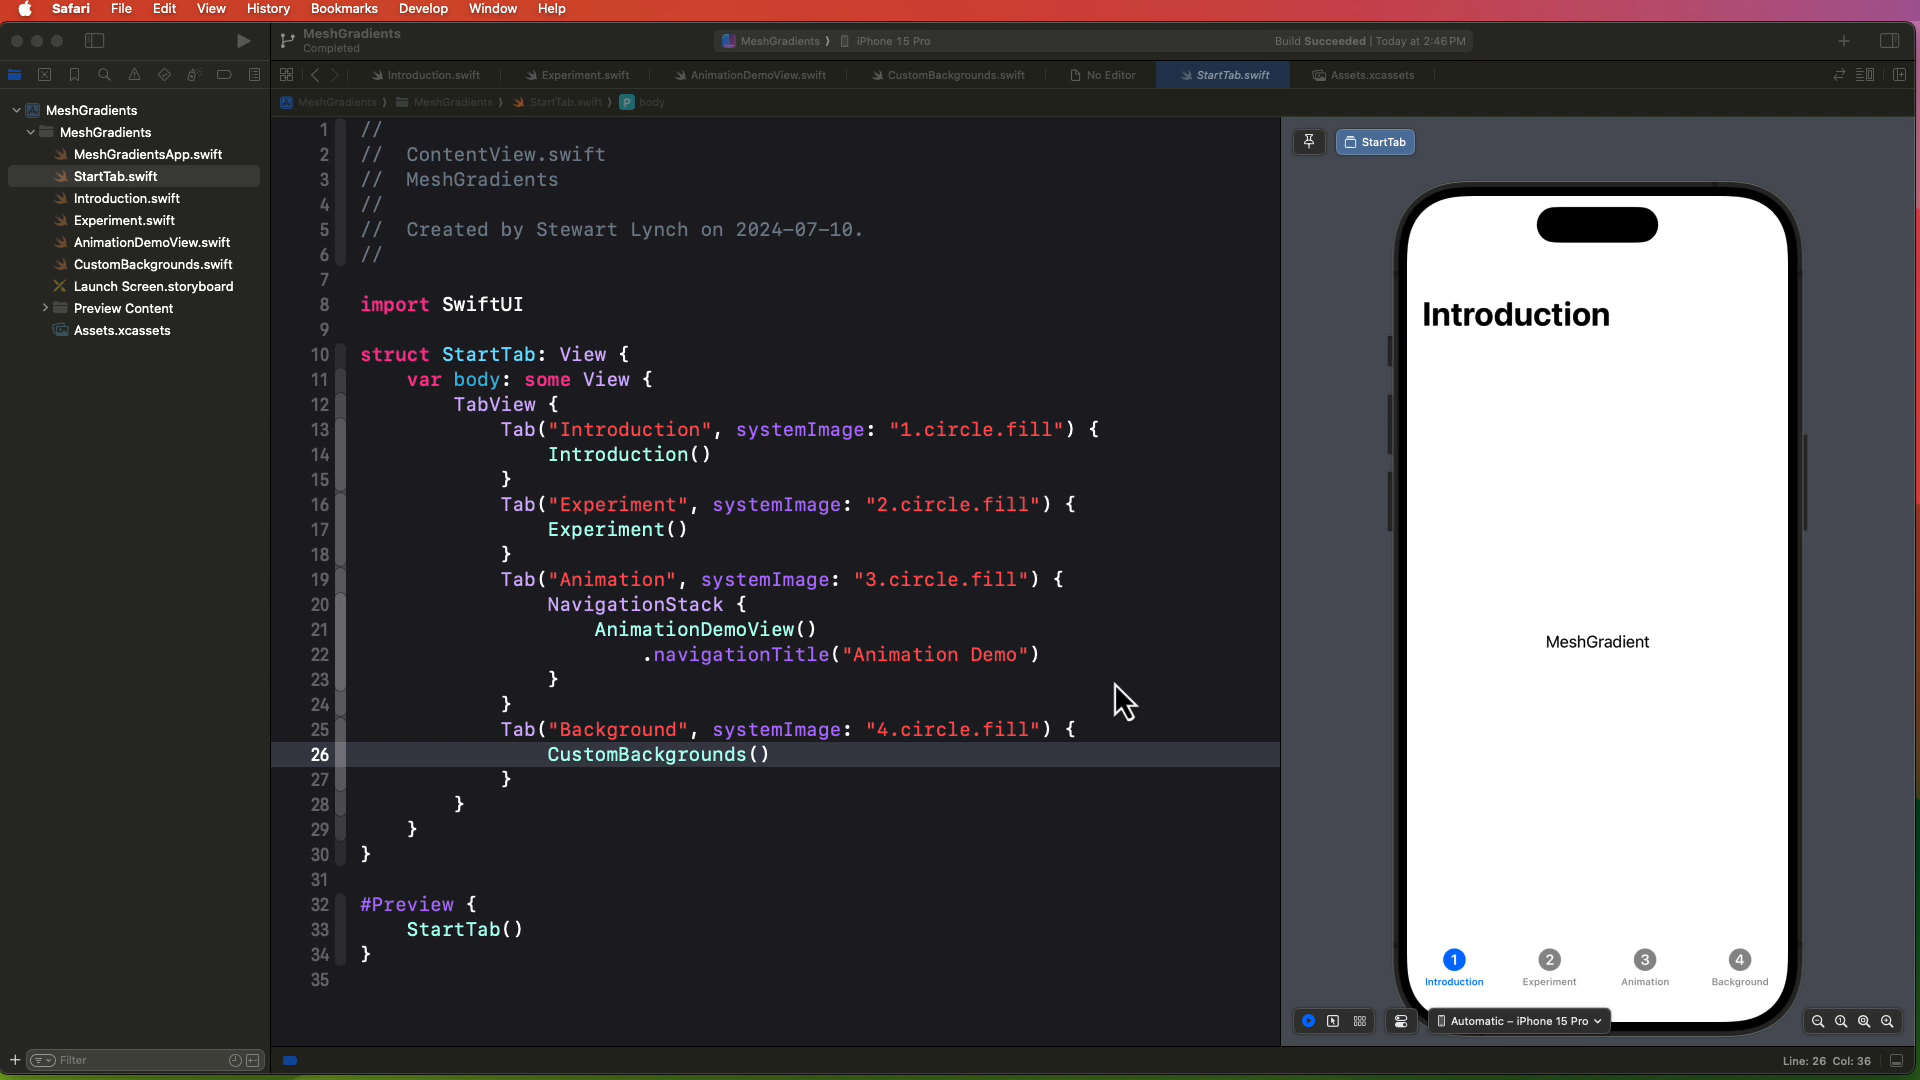 Safari File Edit View History Bookmarks Develop Window Help
MeshGradients
Completed
MeshGradients iPhone 15 Pro
Build Succeeded | Today at 2:46 PM
Introduction.swift Experiment.swift AnimationDemoView.swift CustomBackgrounds.swift No Editor StartTab.swift Assets.xcassets
MeshGradients MeshGradients StartTab.swift P body
MeshGradients
MeshGradients
MeshGradientsApp.swift
StartTab.swift
Introduction.swift
Experiment.swift
AnimationDemoView.swift
CustomBackgrounds.swift
Launch Screen.storyboard
Preview Content
Assets.xcassets
Filter
1 //
2 // ContentView.swift
3 // MeshGradients
4 //
5 // Created by Stewart Lynch on 2024-07-10.
6 //
7
8 import SwiftUI
9
10 struct StartTab: View {
11 var body: some View {
12 TabView {
13 Tab("Introduction", systemImage: "1.circle.fill") {
14 Introduction()
15 }
16 Tab("Experiment", systemImage: "2.circle.fill") {
17 Experiment()
18 }
19 Tab("Animation", systemImage: "3.circle.fill") {
20 NavigationStack {
21 AnimationDemoView()
22 .navigationTitle("Animation Demo")
23 }
24 }
25 Tab("Background", systemImage: "4.circle.fill") {
26 CustomBackgrounds()
27 }
28 }
29 }
30 }
31
32 #Preview {
33 StartTab()
34 }
35
StartTab
Introduction
MeshGradient
1 2 3 4
Introduction Experiment Animation Background
Automatic – iPhone 15 Pro
Line: 26 Col: 36